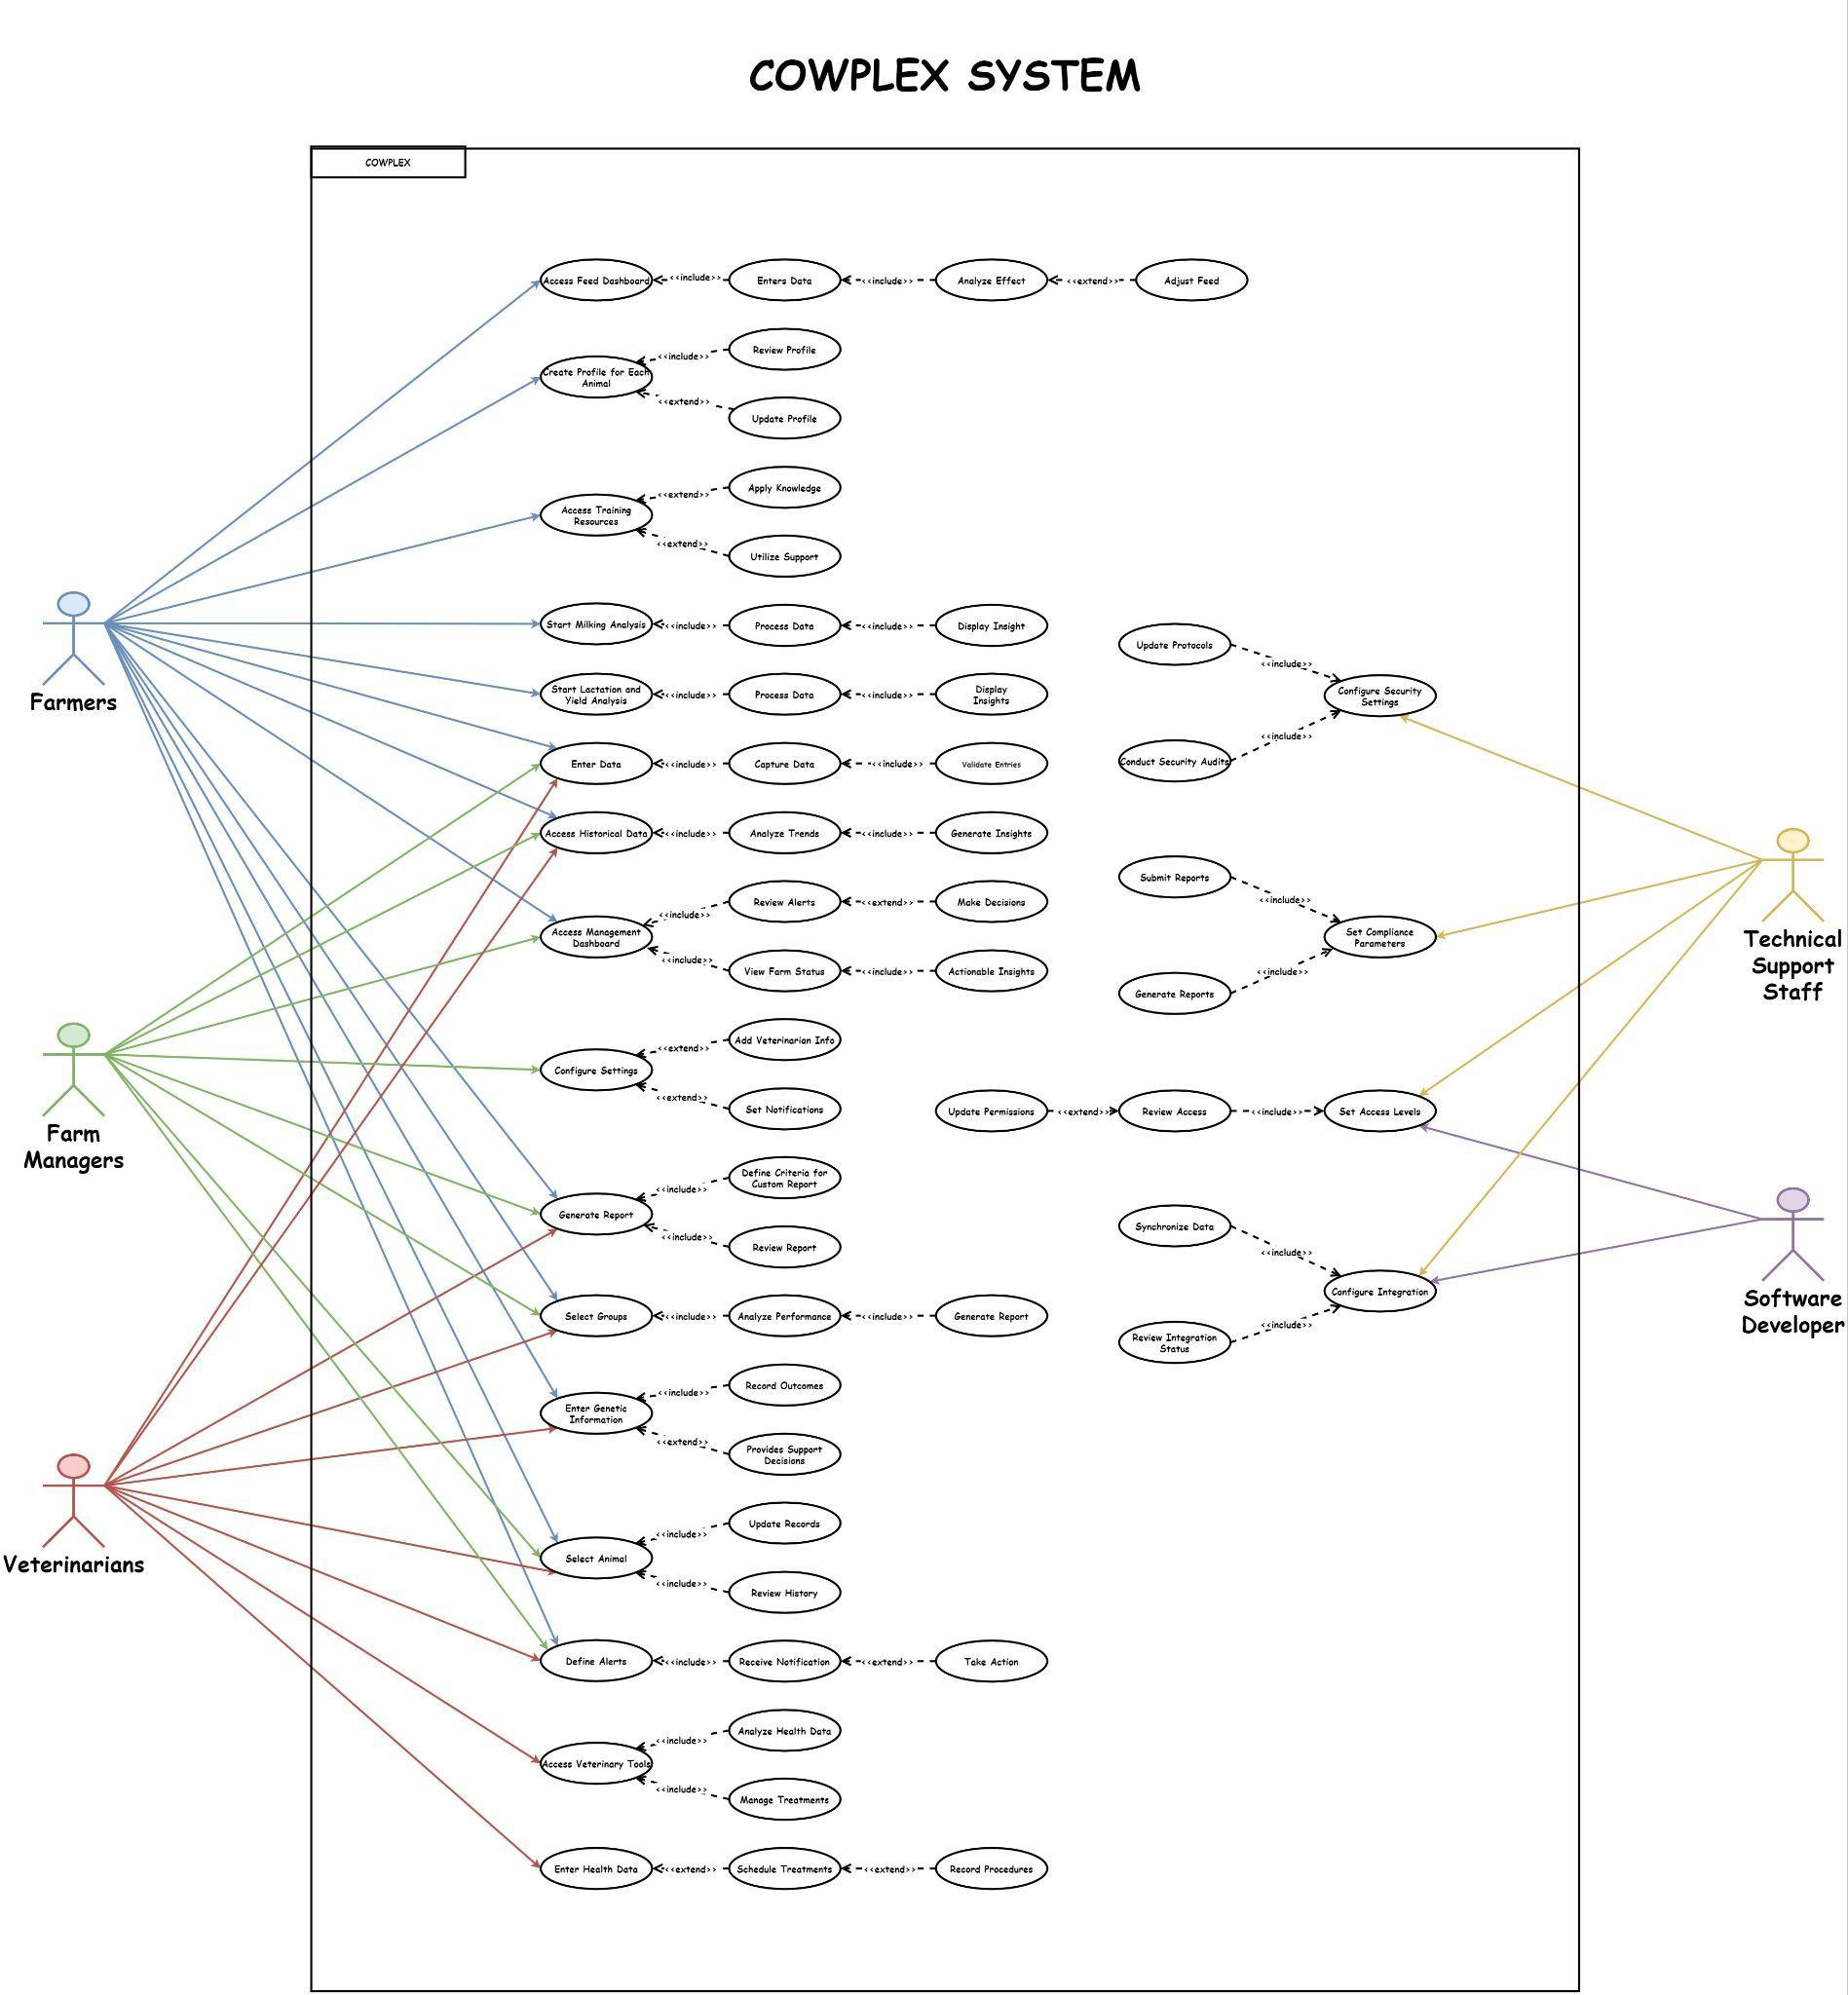 COWPLEX SYSTEM
COWPLEX
Access Feed Dashboard
<<include>>
Enters Data
<<include>>
Analyze Effect
<<extend>>
Adjust Feed
Review Profile
<<include>>
Create Profile for Each
Animal
<<extend>>
Update Profile
Apply Knowledge
<<extend>>
Access Training
Resources
<<extend>>
Utilize Support
Start Milking Analysis
<<include>>
Process Data
<<include>>
Display Insight
Start Lactation and
Yield Analysis
<<include>>
Process Data
<<include>>
Display
Insights
Enter Data
<<include>>
Capture Data
<<include>>
Validate Entries
Access Historical Data
<<include>>
Analyze Trends
<<include>>
Generate Insights
Review Alerts
<<extend>>
Make Decisions
<<include>>
Access Management
Dashboard
<<include>>
View Farm Status
<<include>>
Actionable Insights
Add Veterinarian Info
<<extend>>
Configure Settings
<<extend>>
Set Notifications
Define Criteria for
Custom Report
<<include>>
Generate Report
<<include>>
Review Report
Select Groups
<<include>>
Analyze Performance
<<include>>
Generate Report
Record Outcomes
<<include>>
Enter Genetic
Information
<<extend>>
Provides Support
Decisions
Update Records
<<include>>
Select Animal
<<include>>
Review History
Define Alerts
<<include>>
Receive Notification
<<extend>>
Take Action
Analyze Health Data
<<include>>
Access Veterinary Tools
<<include>>
Manage Treatments
Enter Health Data
<<extend>>
Schedule Treatments
<<extend>>
Record Procedures
Update Protocols
<<include>>
Configure Security
Settings
<<include>>
Conduct Security Audits
Submit Reports
<<include>>
Set Compliance
Parameters
<<include>>
Generate Reports
Update Permissions
<<extend>>
Review Access
<<include>>
Set Access Levels
Synchronize Data
<<include>>
Configure Integration
<<include>>
Review Integration
Status
Farmers
Farm
Managers
Veterinarians
Technical
Support
Staff
Software
Developer